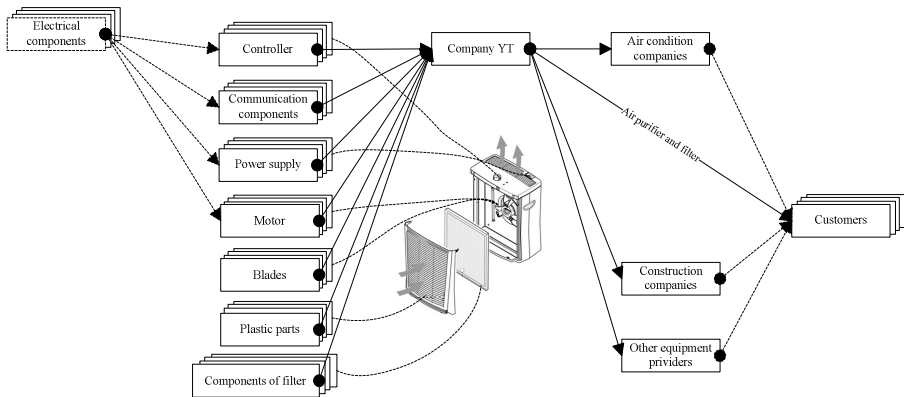 Electrical
components
Controller
Company YT
Air condition
companies
Communication
components
Air purifier and filter
Power supply
Motor
Customers
Blades
Construction
companies
Plastic parts
Other equipment
prividers
Components of filter